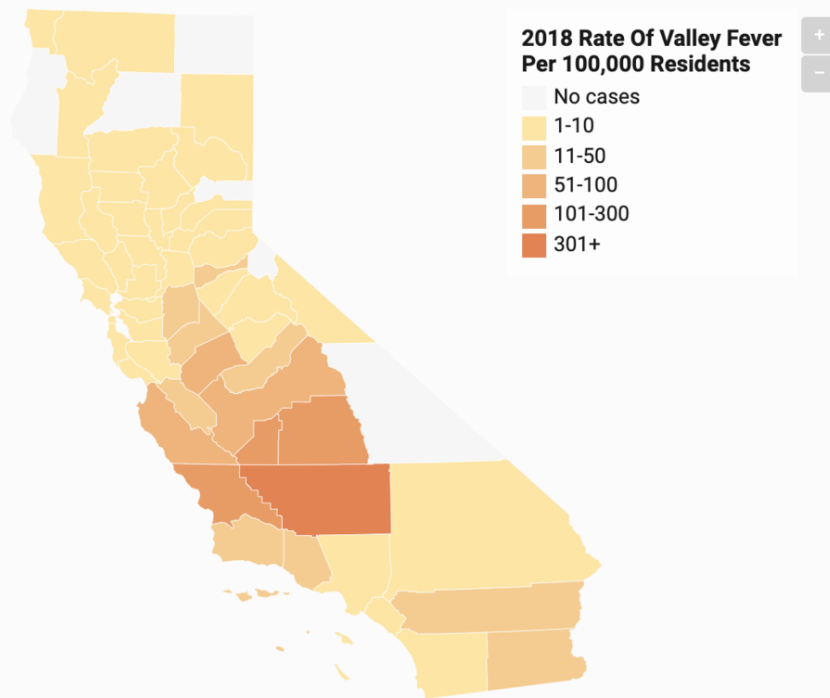 2018 Rate Of Valley Fever
Per 100,000 Residents
No cases
1-10
11-50
51-100
101-300
301+
+
−